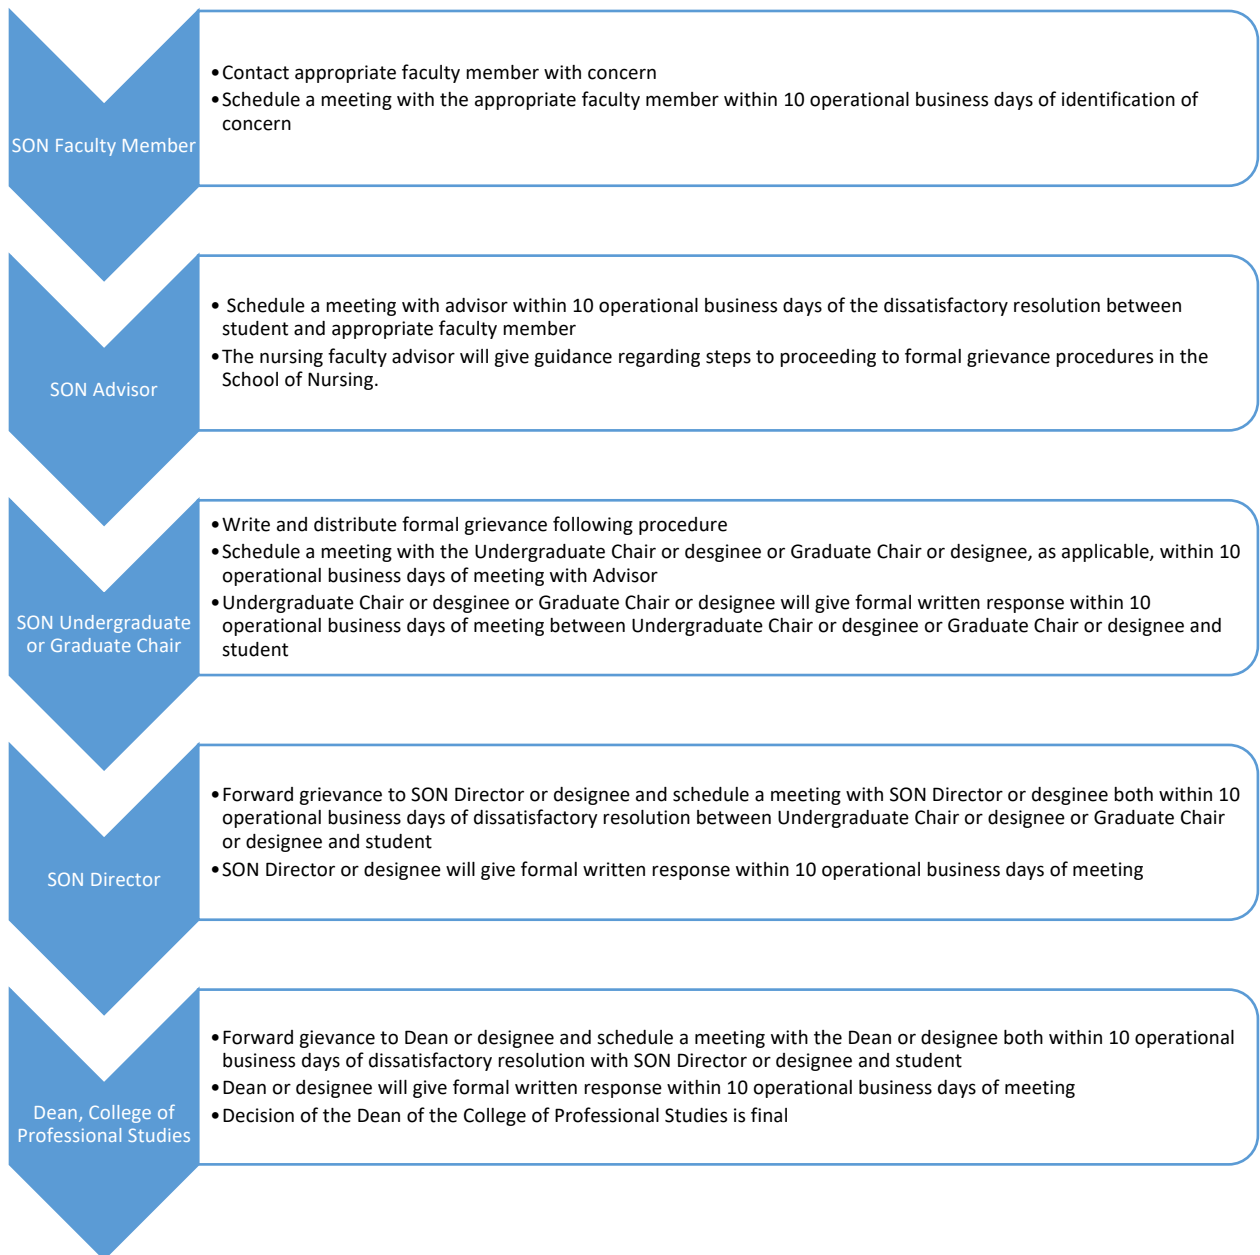 SON Faculty Member
•Contact appropriate faculty member with concern
•Schedule a meeting with the appropriate faculty member within 10 operational business days of identification of
concern
SON Advisor
• Schedule a meeting with advisor within 10 operational business days of the dissatisfactory resolution between
student and appropriate faculty member
•The nursing faculty advisor will give guidance regarding steps to proceeding to formal grievance procedures in the
School of Nursing.
SON Undergraduate
or Graduate Chair
•Write and distribute formal grievance following procedure
•Schedule a meeting with the Undergraduate Chair or desginee or Graduate Chair or designee, as applicable, within 10
operational business days of meeting with Advisor
•Undergraduate Chair or desginee or Graduate Chair or designee will give formal written response within 10
operational business days of meeting between Undergraduate Chair or desginee or Graduate Chair or designee and
student
SON Director
•Forward grievance to SON Director or designee and schedule a meeting with SON Director or desginee both within 10
operational business days of dissatisfactory resolution between Undergraduate Chair or designee or Graduate Chair
or designee and student
•SON Director or designee will give formal written response within 10 operational business days of meeting
Dean, College of
Professional Studies
•Forward gievance to Dean or designee and schedule a meeting with the Dean or designee both within 10 operational
business days of dissatisfactory resolution with SON Director or designee and student
•Dean or designee will give formal written response within 10 operational business days of meeting
•Decision of the Dean of the College of Professional Studies is final